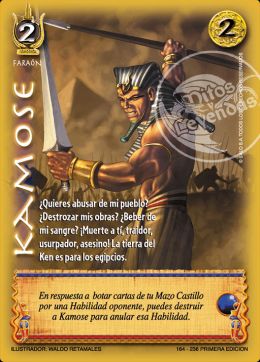 2
2
FARAÓN
KAMOSE
Mitos y
Leyendas
¿Quieres abusar de mi pueblo?
¿Destrozar mis obras? ¿Beber de
mi sangre? ¡Muerte a tí, traidor,
usurpador, asesino! La tierra del
Ken es para los egipcios.
En respuesta a botar cartas de tu Mazo Castillo
por una Habilidad oponente, puedes destruir
a Kamose para anular esa Habilidad.
ILUSTRADOR: WALDO RETAMALES
164 - 256 PRIMERA EDICION